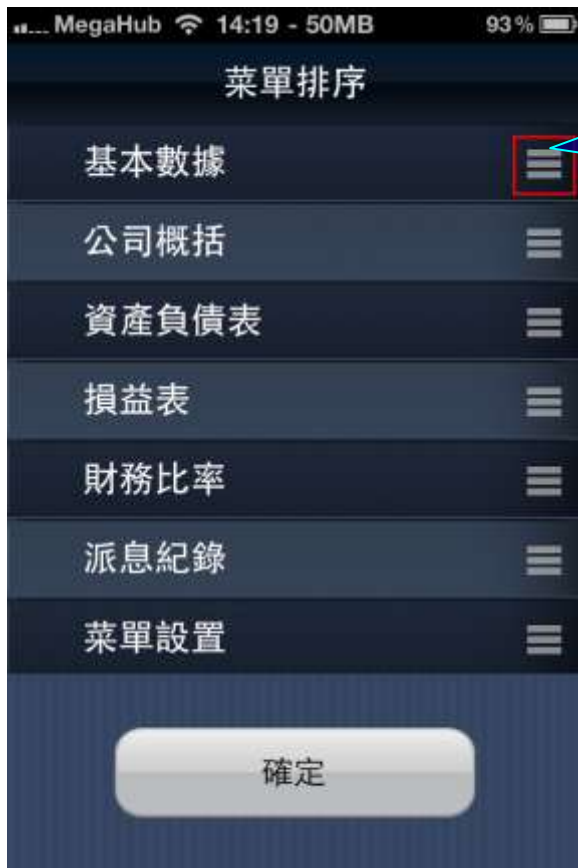 MegaHub 14:19 - 50MB 93%
菜單排序
基本數據
公司概括
資產負債表
損益表
財務比率
派息紀錄
菜單設置
確定